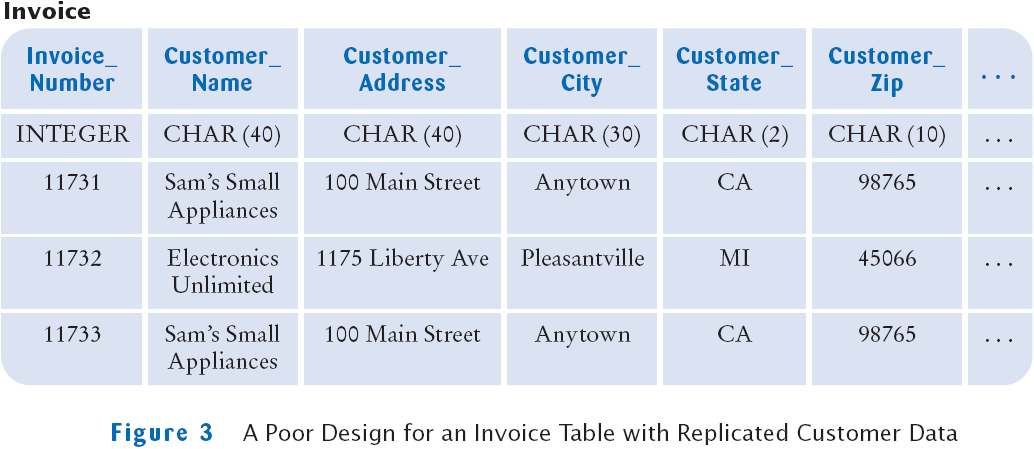 Invoice
Invoice_ Customer_ Customer_ Customer_ Customer_ Customer_
Number Name Address City State Zip . . .
INTEGER CHAR (40) CHAR (40) CHAR (30) CHAR (2) CHAR (10) . . .
11731 Sam’s Small 100 Main Street Anytown CA 98765 . . .
Appliances
11732 Electronics 1175 Liberty Ave Pleasantville MI 45066 . . .
Unlimited
11733 Sam’s Small 100 Main Street Anytown CA 98765 . . .
Appliances
Figure 3 A Poor Design for an Invoice Table with Replicated Customer Data